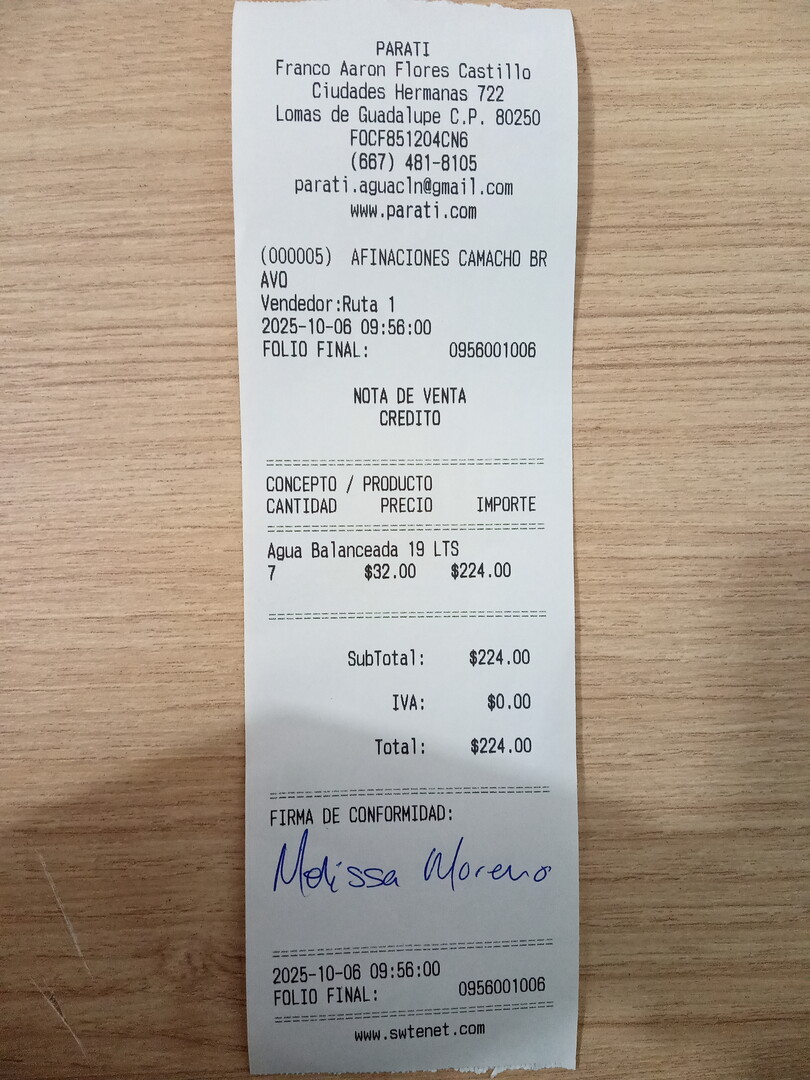 PARATI
Franco Aaron Flores Castillo
Ciudades Hermanas 722
Lomas de Guadalupe C.P. 80250
FOCF851204CN6
(667) 481-8105
parati.aguacln@gmail.com
www.parati.com
(000005)  AFINACIONES CAMACHO BR
AVO
Vendedor:Ruta 1
2025-10-06 09:56:00
FOLIO FINAL: 0956001006
NOTA DE VENTA
CREDITO
================================
CONCEPTO / PRODUCTO
CANTIDAD PRECIO IMPORTE
================================
Agua Balanceada 19 LTS
7 $32.00 $224.00
================================
SubTotal: $224.00
IVA: $0.00
Total: $224.00
================================
FIRMA DE CONFORMIDAD:
Melissa Moreno
================================
2025-10-06 09:56:00
FOLIO FINAL: 0956001006
================================
www.swtenet.com